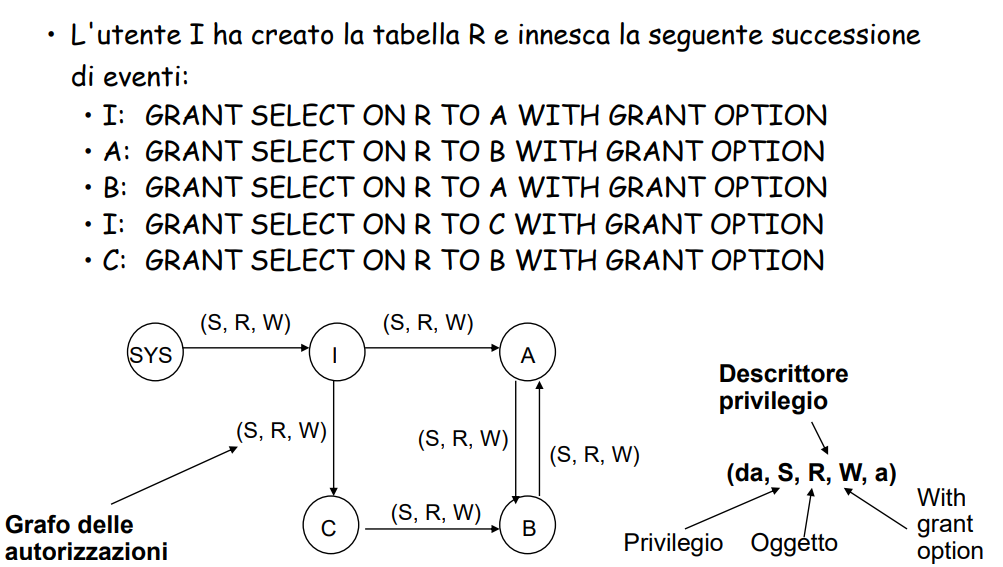 • L'utente I ha creato la tabella R e innesca la seguente successione
di eventi:
• I: GRANT SELECT ON R TO A WITH GRANT OPTION
• A: GRANT SELECT ON R TO B WITH GRANT OPTION
• B: GRANT SELECT ON R TO A WITH GRANT OPTION
• I: GRANT SELECT ON R TO C WITH GRANT OPTION
• C: GRANT SELECT ON R TO B WITH GRANT OPTION
(S, R, W)
(S, R, W)
SYS
I
A
Descrittore
privilegio
(S, R, W)
(S, R, W)
(S, R, W)
(da, S, R, W, a)
Grafo delle
autorizzazioni
C
(S, R, W)
B
Privilegio
Oggetto
With
grant
option